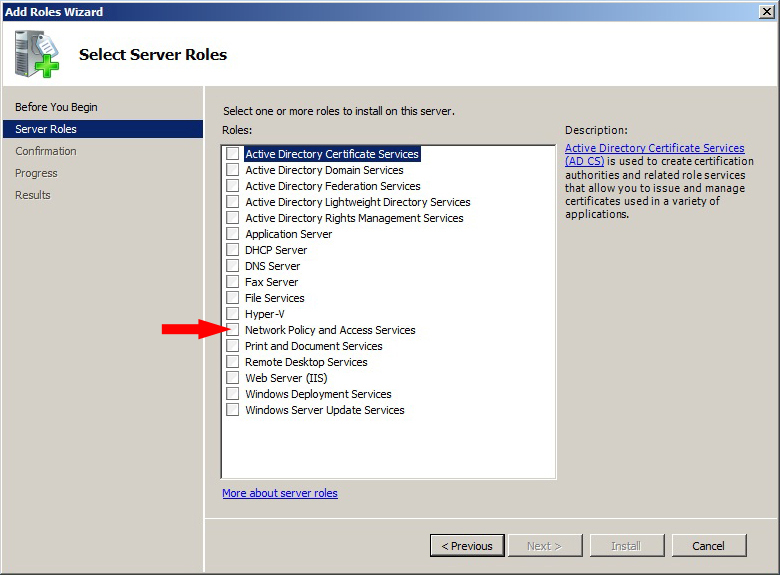 Add Roles Wizard
Select Server Roles
Before You Begin
Server Roles
Confirmation
Progress
Results
Select one or more roles to install on this server.
Roles:
Active Directory Certificate Services
Active Directory Domain Services
Active Directory Federation Services
Active Directory Lightweight Directory Services
Active Directory Rights Management Services
Application Server
DHCP Server
DNS Server
Fax Server
File Services
Hyper-V
Network Policy and Access Services
Print and Document Services
Remote Desktop Services
Web Server (IIS)
Windows Deployment Services
Windows Server Update Services
More about server roles
Description:
Active Directory Certificate Services
(AD CS) is used to create certification
authorities and related role services
that allow you to issue and manage
certificates used in a variety of
applications.
< Previous
Next >
Install
Cancel